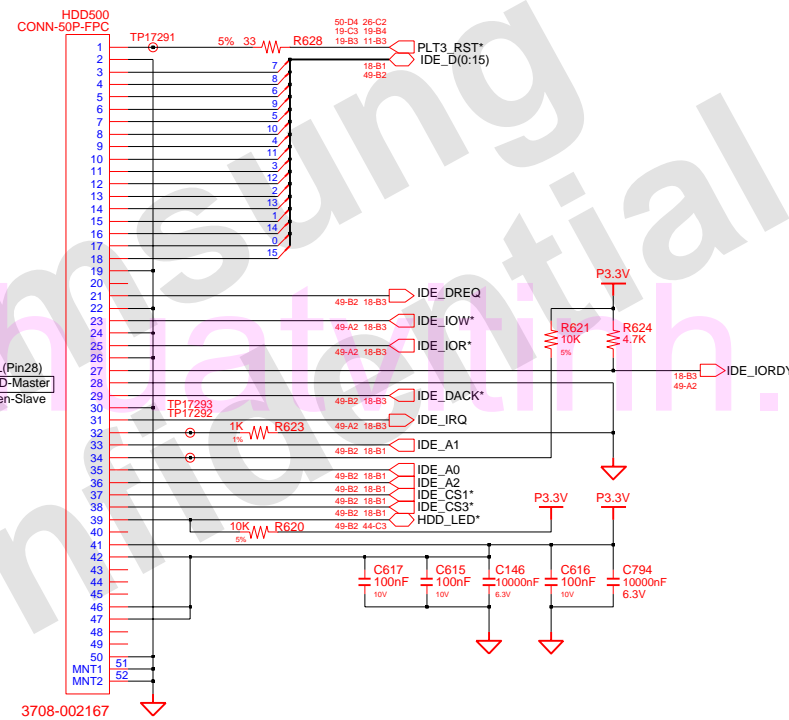 HDD500
CONN-50P-FPC
TP17291
5% 33 R628
50-D4 26-C2
19-C3 19-B4
19-B3 11-B3
PLT3_RST*
IDE_D(0:15)
18-B1
49-B2
1
2
3 7
4 8
5 6
6 9
7 5
8 10
9 4
10 11
11 3
12 12
13 2
14 13
15 1
16 14
17 0
18 15
19
20
21 49-B2 18-B3 IDE_DREQ
22
23 49-A2 18-B3 IDE_IOW*
24
25 49-A2 18-B3 IDE_IOR*
26
27
28
29 49-B2 18-B3 IDE_DACK*
30
31 49-A2 18-B3 IDE_IRQ
32
33 49-B2 18-B1 IDE_A1
34
35 49-B2 18-B1 IDE_A0
36 49-B2 18-B1 IDE_A2
37 49-B2 18-B1 IDE_CS1*
38 49-B2 18-B1 IDE_CS3*
39 49-B2 44-C3 HDD_LED*
40
41
42
43
44
45
46
47
48
49
50
MNT1 51
MNT2 52
3708-002167
(Pin28)
D-Master
en-Slave
TP17293
TP17292
1K R623
1%
10K R620
5%
P3.3V
R621
10K
5%
R624
4.7K
18-B3
49-A2
IDE_IORDY
P3.3V
P3.3V
C617
100nF
10V
C615
100nF
10V
C146
10000nF
6.3V
C616
100nF
10V
C794
10000nF
6.3V
msung
nfidential
huatvitinh.